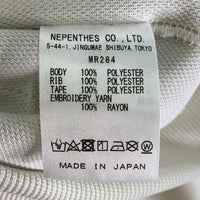 NEPENTHES CO., LTD.
5-44-1, JINGUMAE SHIBUYA, TOKYO
MR284
BODY 100% POLYESTER
RIB 100% POLYESTER
TAPE 100% POLYESTER
EMBROIDERY YARN
100% RAYON
MADE IN JAPAN